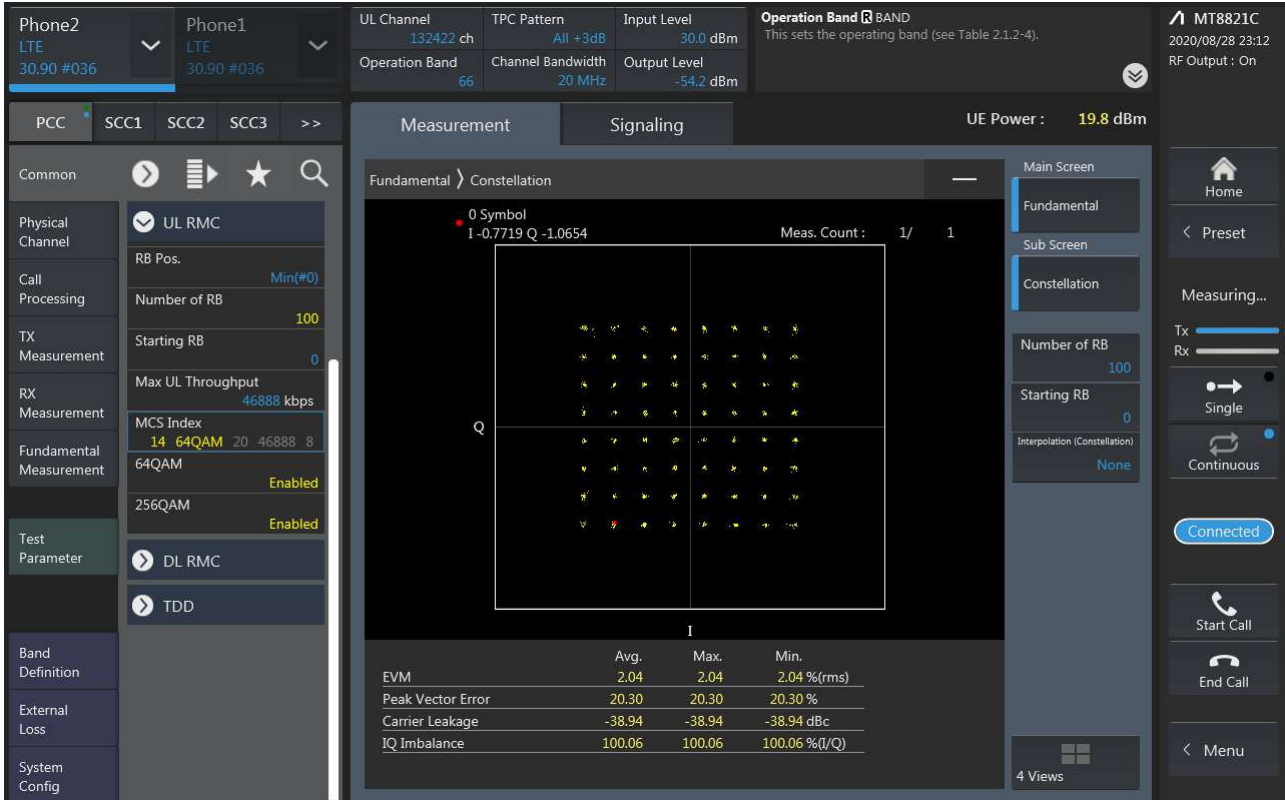 Phone2
LTE
30.90 #036
Phone1
LTE
30.90 #036
UL Channel
132422 ch
TPC Pattern
All +3dB
Input Level
30.0 dBm
Operation Band
66
Channel Bandwidth
20 MHz
Output Level
-54.2 dBm
Operation Band R BAND
This sets the operating band (see Table 2.1.2-4).
MT8821C
2020/08/28 23:12
RF Output : On
PCC
SCC1
SCC2
SCC3
>>
Measurement
Signaling
UE Power : 19.8 dBm
Common
Physical
Channel
Call
Processing
TX
Measurement
RX
Measurement
Fundamental
Measurement
Test
Parameter
Band
Definition
External
Loss
System
Config
UL RMC
RB Pos.
Min(#0)
Number of RB
100
Starting RB
0
Max UL Throughput
46888 kbps
MCS Index
14 64QAM 20 46888 8
64QAM
Enabled
256QAM
Enabled
DL RMC
TDD
Fundamental 〉 Constellation
0 Symbol
I -0.7719 Q -1.0654
Meas. Count : 1/ 1
Q
I
Avg. Max. Min.
EVM 2.04 2.04 2.04 %(rms)
Peak Vector Error 20.30 20.30 20.30 %
Carrier Leakage -38.94 -38.94 -38.94 dBc
IQ Imbalance 100.06 100.06 100.06 %(I/Q)
Main Screen
Fundamental
Sub Screen
Constellation
Number of RB
100
Starting RB
0
Interpolation (Constellation)
None
4 Views
Home
< Preset
Measuring...
Tx
Rx
Single
Continuous
Connected
Start Call
End Call
< Menu